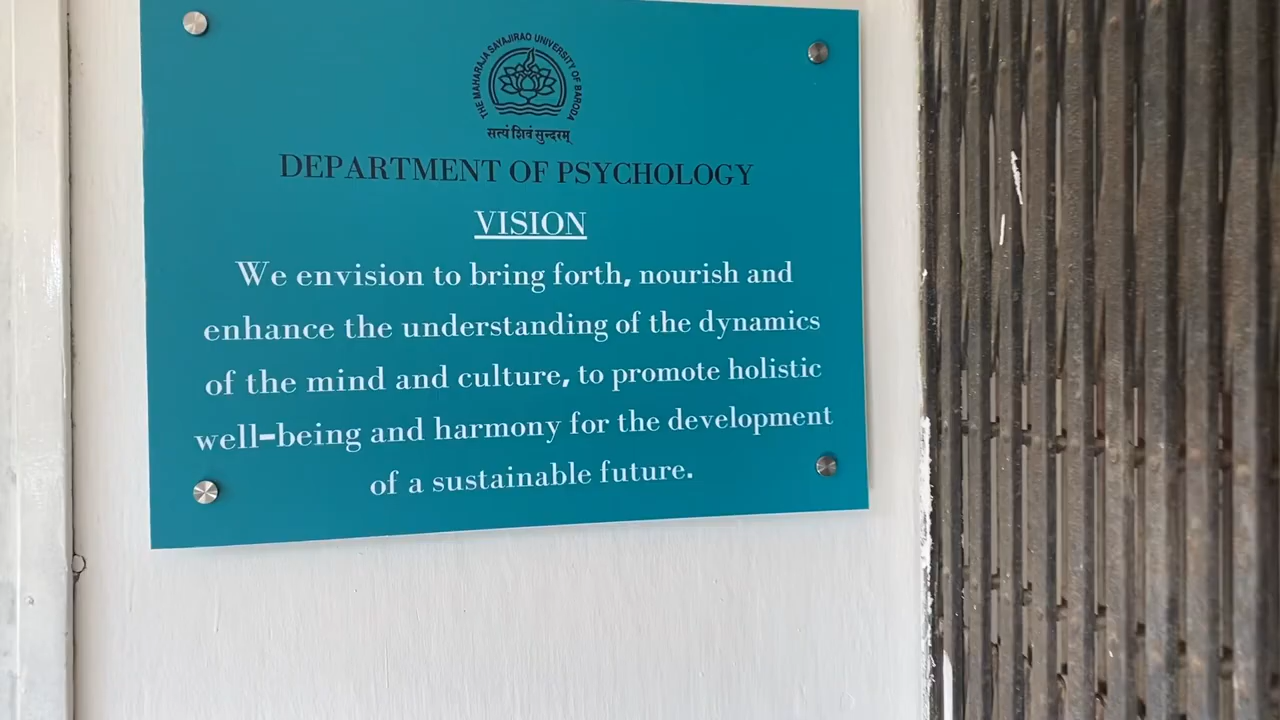 THE MAHARAJA SAYAJIRAO UNIVERSITY OF BARODA
सत्यं शिवं सुन्दरम्
DEPARTMENT OF PSYCHOLOGY
VISION
We envision to bring forth, nourish and
enhance the understanding of the dynamics
of the mind and culture, to promote holistic
well-being and harmony for the development
of a sustainable future.